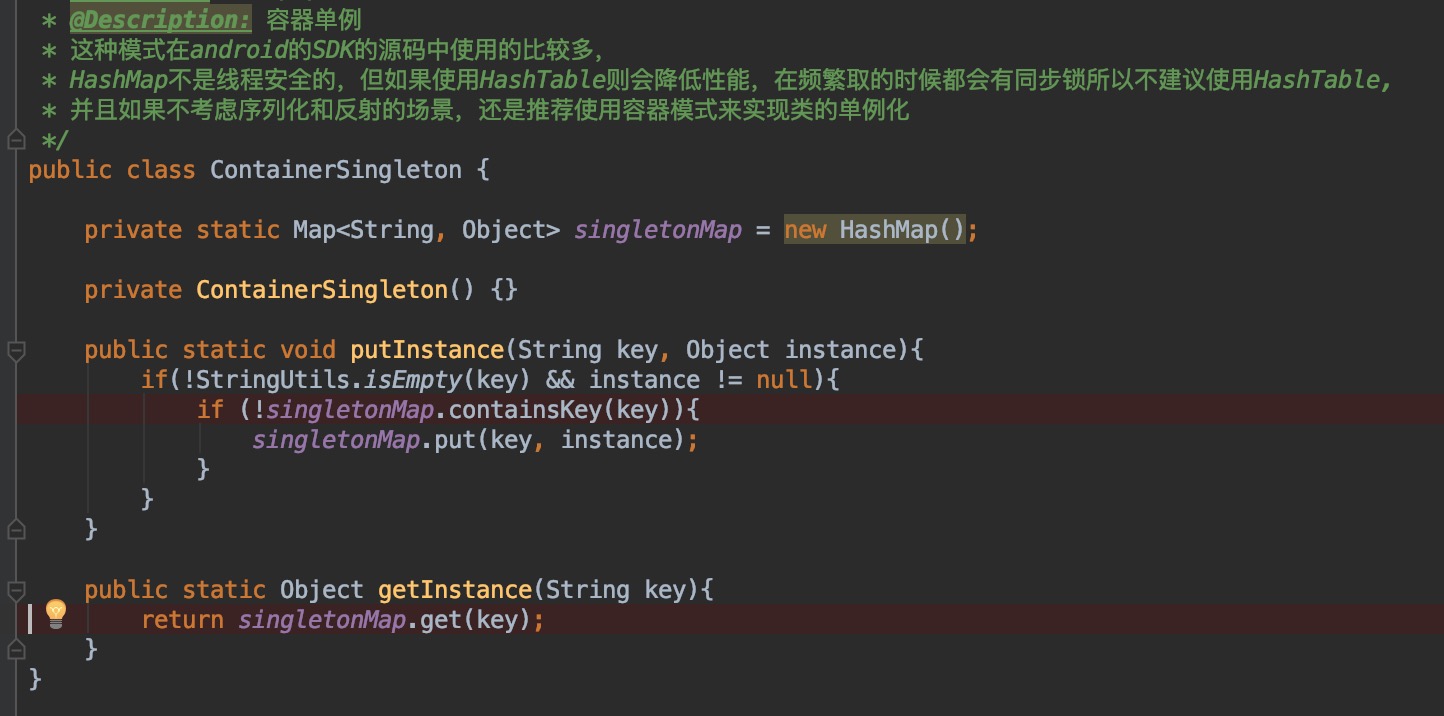 * @Description: 容器单例
* 这种模式在android的SDK的源码中使用的比较多，
* HashMap不是线程安全的，但如果使用HashTable则会降低性能，在频繁取的时候都会有同步锁所以不建议使用HashTable，
* 并且如果不考虑序列化和反射的场景，还是推荐使用容器模式来实现类的单例化
*/
public class ContainerSingleton {
private static Map<String, Object> singletonMap = new HashMap();
private ContainerSingleton() {}
public static void putInstance(String key, Object instance){
if(!StringUtils.isEmpty(key) && instance != null){
if (!singletonMap.containsKey(key)){
singletonMap.put(key, instance);
}
}
}
public static Object getInstance(String key){
return singletonMap.get(key);
}
}